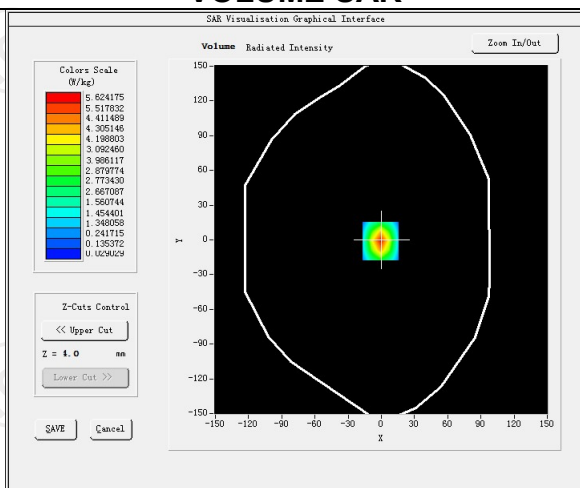 VOLUME SAR
SAR Visualisation Graphical Interface
Volume Radiated Intensity
Zoom In/Out
Colors Scale
(W/kg)
5.624175
5.517832
4.411489
4.305146
4.198803
3.092460
3.986117
2.879774
2.773430
2.667087
1.560744
1.454401
1.348058
0.241715
0.135372
0.029029
Z-Cuts Control
<< Upper Cut
Z = 4.0 mm
Lower Cut >>
SAVE
Cancel
150
120
90
60
30
0
-30
-60
-90
-120
-150
Y
-150 -120 -90 -60 -30 0 30 60 90 120 150
X